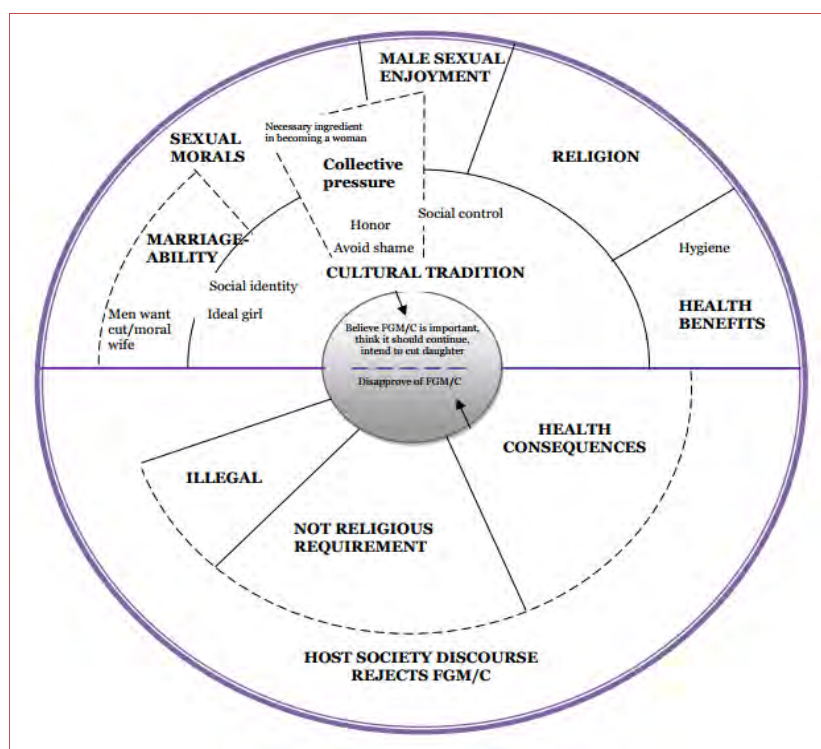 MALE SEXUAL
ENJOYMENT
Necessary ingredient
in becoming a woman
SEXUAL
MORALS
Collective
pressure
RELIGION
Honor
Social control
Avoid shame
MARRIAGE-
ABILITY
Hygiene
CULTURAL TRADITION
Social identity
Ideal girl
Men want
cut/moral
wife
HEALTH
BENEFITS
Believe FGM/C is important,
think it should continue,
intend to cut daughter
Disapprove of FGM/C
HEALTH
CONSEQUENCES
ILLEGAL
NOT RELIGIOUS
REQUIREMENT
HOST SOCIETY DISCOURSE
REJECTS FGM/C